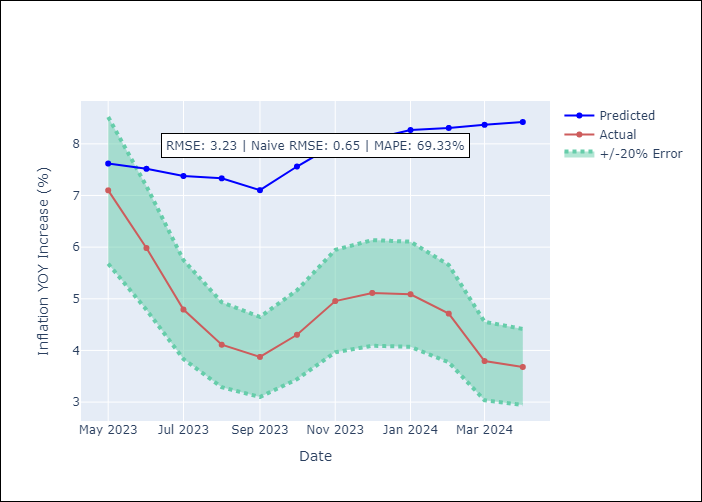 RMSE: 3.23 | Naive RMSE: 0.65 | MAPE: 69.33%
Predicted
Actual
+/-20% Error
Inflation YOY Increase (%)
8
7
6
5
4
3
May 2023
Jul 2023
Sep 2023
Nov 2023
Jan 2024
Mar 2024
Date